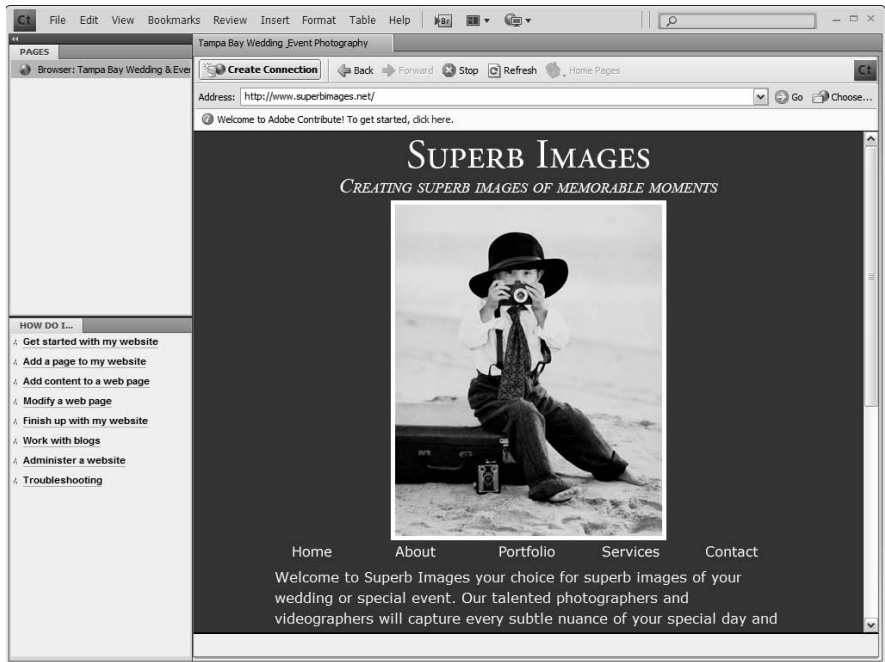 Ct File Edit View Bookmarks Review Insert Format Table Help Br
PAGES
Browser: Tampa Bay Wedding & Ever
Tampa Bay Wedding _Event Photography
Create Connection Back Forward Stop Refresh Home Pages Ct
Address: http://www.superbimages.net/ Go Choose...
Welcome to Adobe Contribute! To get started, click here.
SUPERB IMAGES
CREATING SUPERB IMAGES OF MEMORABLE MOMENTS
Home About Portfolio Services Contact
Welcome to Superb Images your choice for superb images of your
wedding or special event. Our talented photographers and
videographers will capture every subtle nuance of your special day and
HOW DO I...
Get started with my website
Add a page to my website
Add content to a web page
Modify a web page
Finish up with my website
Work with blogs
Administer a website
Troubleshooting